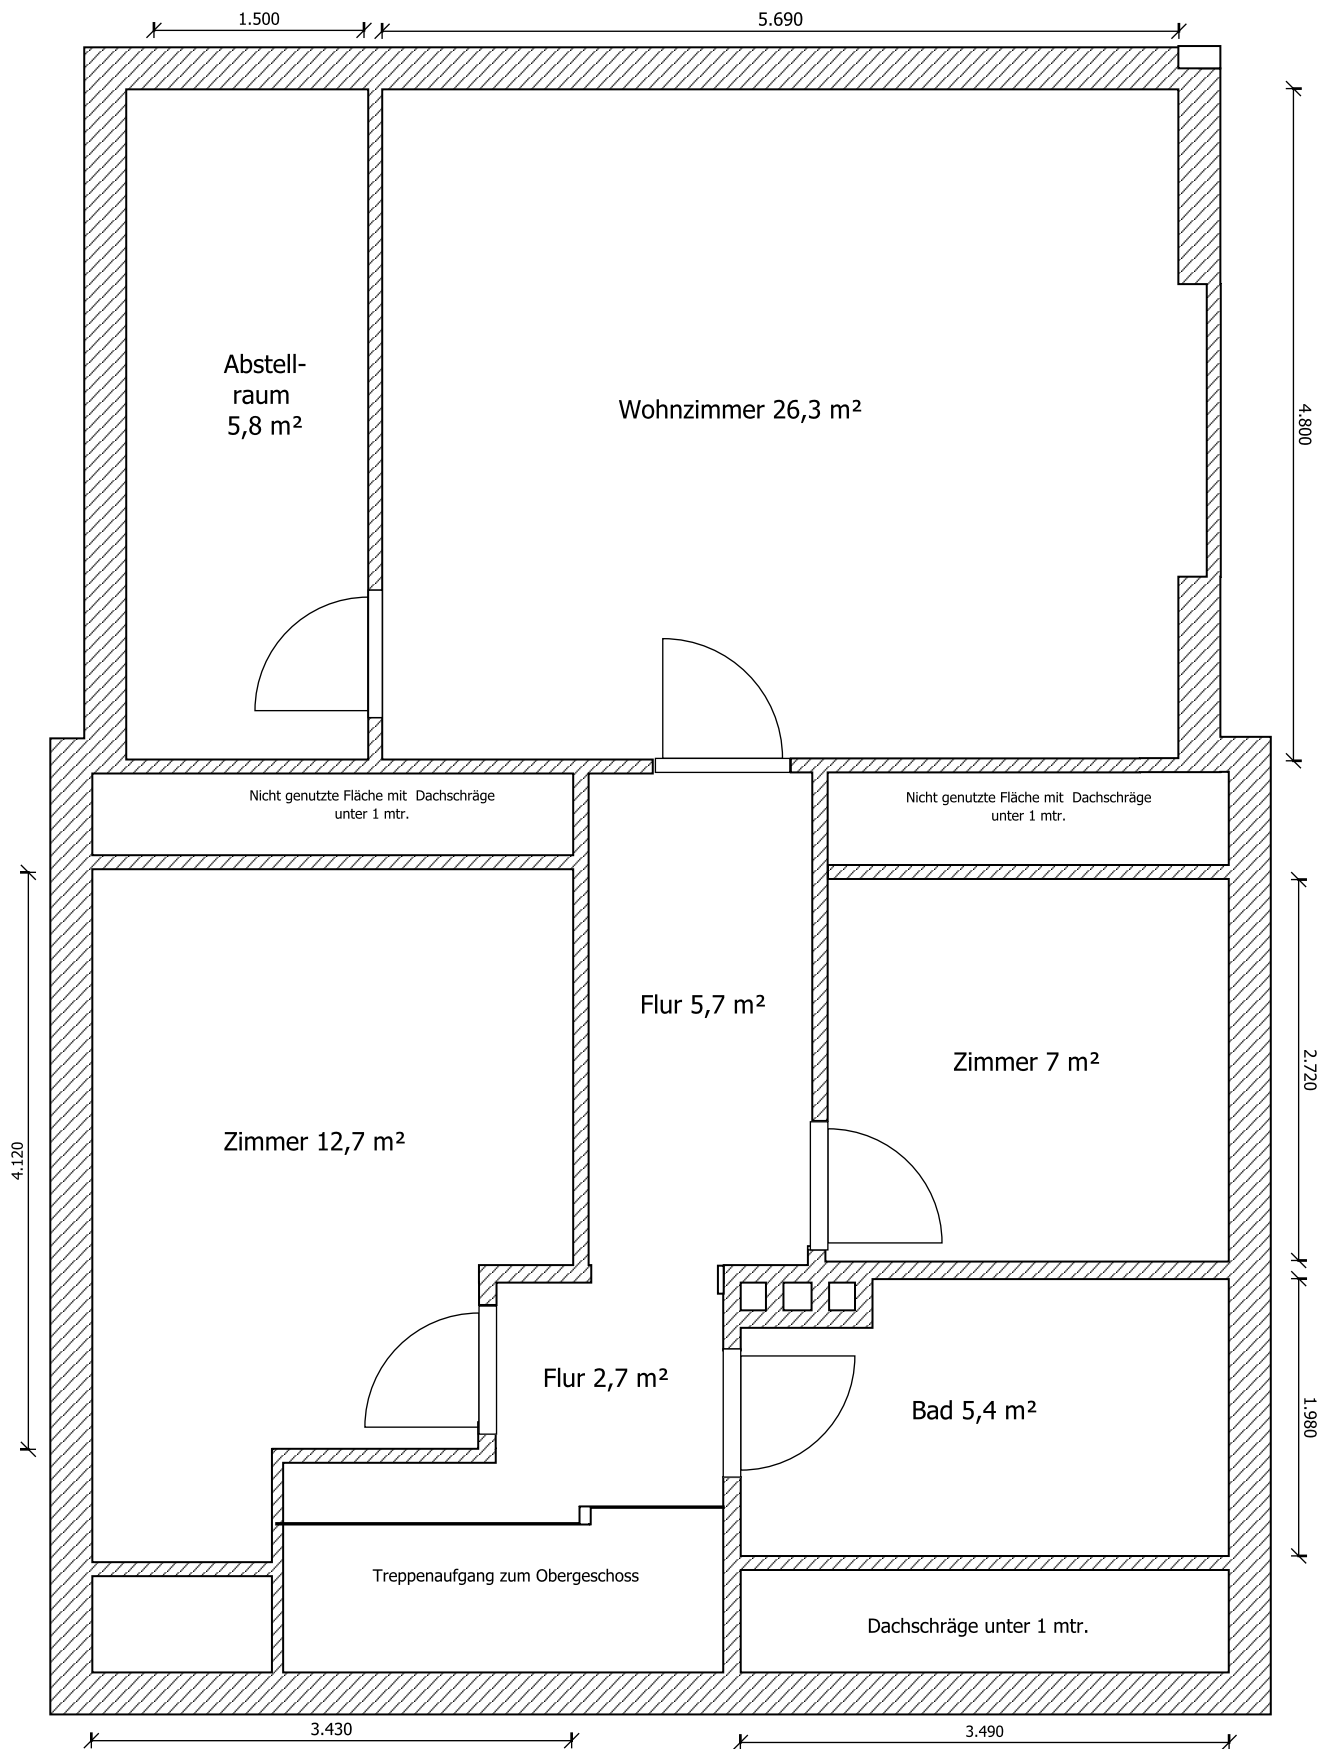 1.500
5.690
Abstell-
raum
5,8 m²
Wohnzimmer 26,3 m²
4.800
Nicht genutzte Fläche mit Dachschräge
unter 1 mtr.
Nicht genutzte Fläche mit Dachschräge
unter 1 mtr.
Flur 5,7 m²
Zimmer 7 m²
2.720
Zimmer 12,7 m²
4.120
Flur 2,7 m²
Bad 5,4 m²
1.980
Treppenaufgang zum Obergeschoss
Dachschräge unter 1 mtr.
3.430
3.490